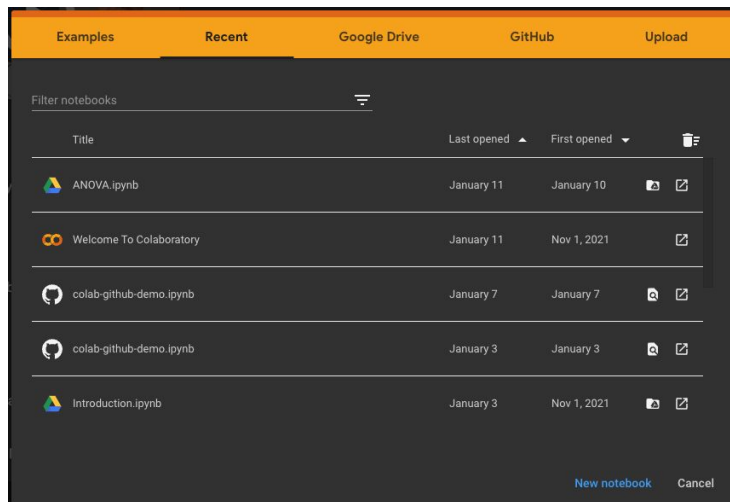 Examples Recent Google Drive GitHub Upload
Filter notebooks
Title Last opened First opened
ANOVA.ipynb January 11 January 10
Welcome To Colaboratory January 11 Nov 1, 2021
colab-github-demo.ipynb January 7 January 7
colab-github-demo.ipynb January 3 January 3
Introduction.ipynb January 3 Nov 1, 2021
New notebook Cancel